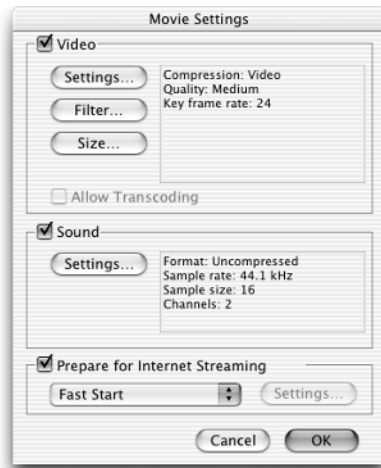 Movie Settings
Video
Settings...
Filter...
Size...
Compression: Video
Quality: Medium
Key frame rate: 24
Allow Transcoding
Sound
Settings...
Format: Uncompressed
Sample rate: 44.1 kHz
Sample size: 16
Channels: 2
Prepare for Internet Streaming
Fast Start
Settings...
Cancel
OK